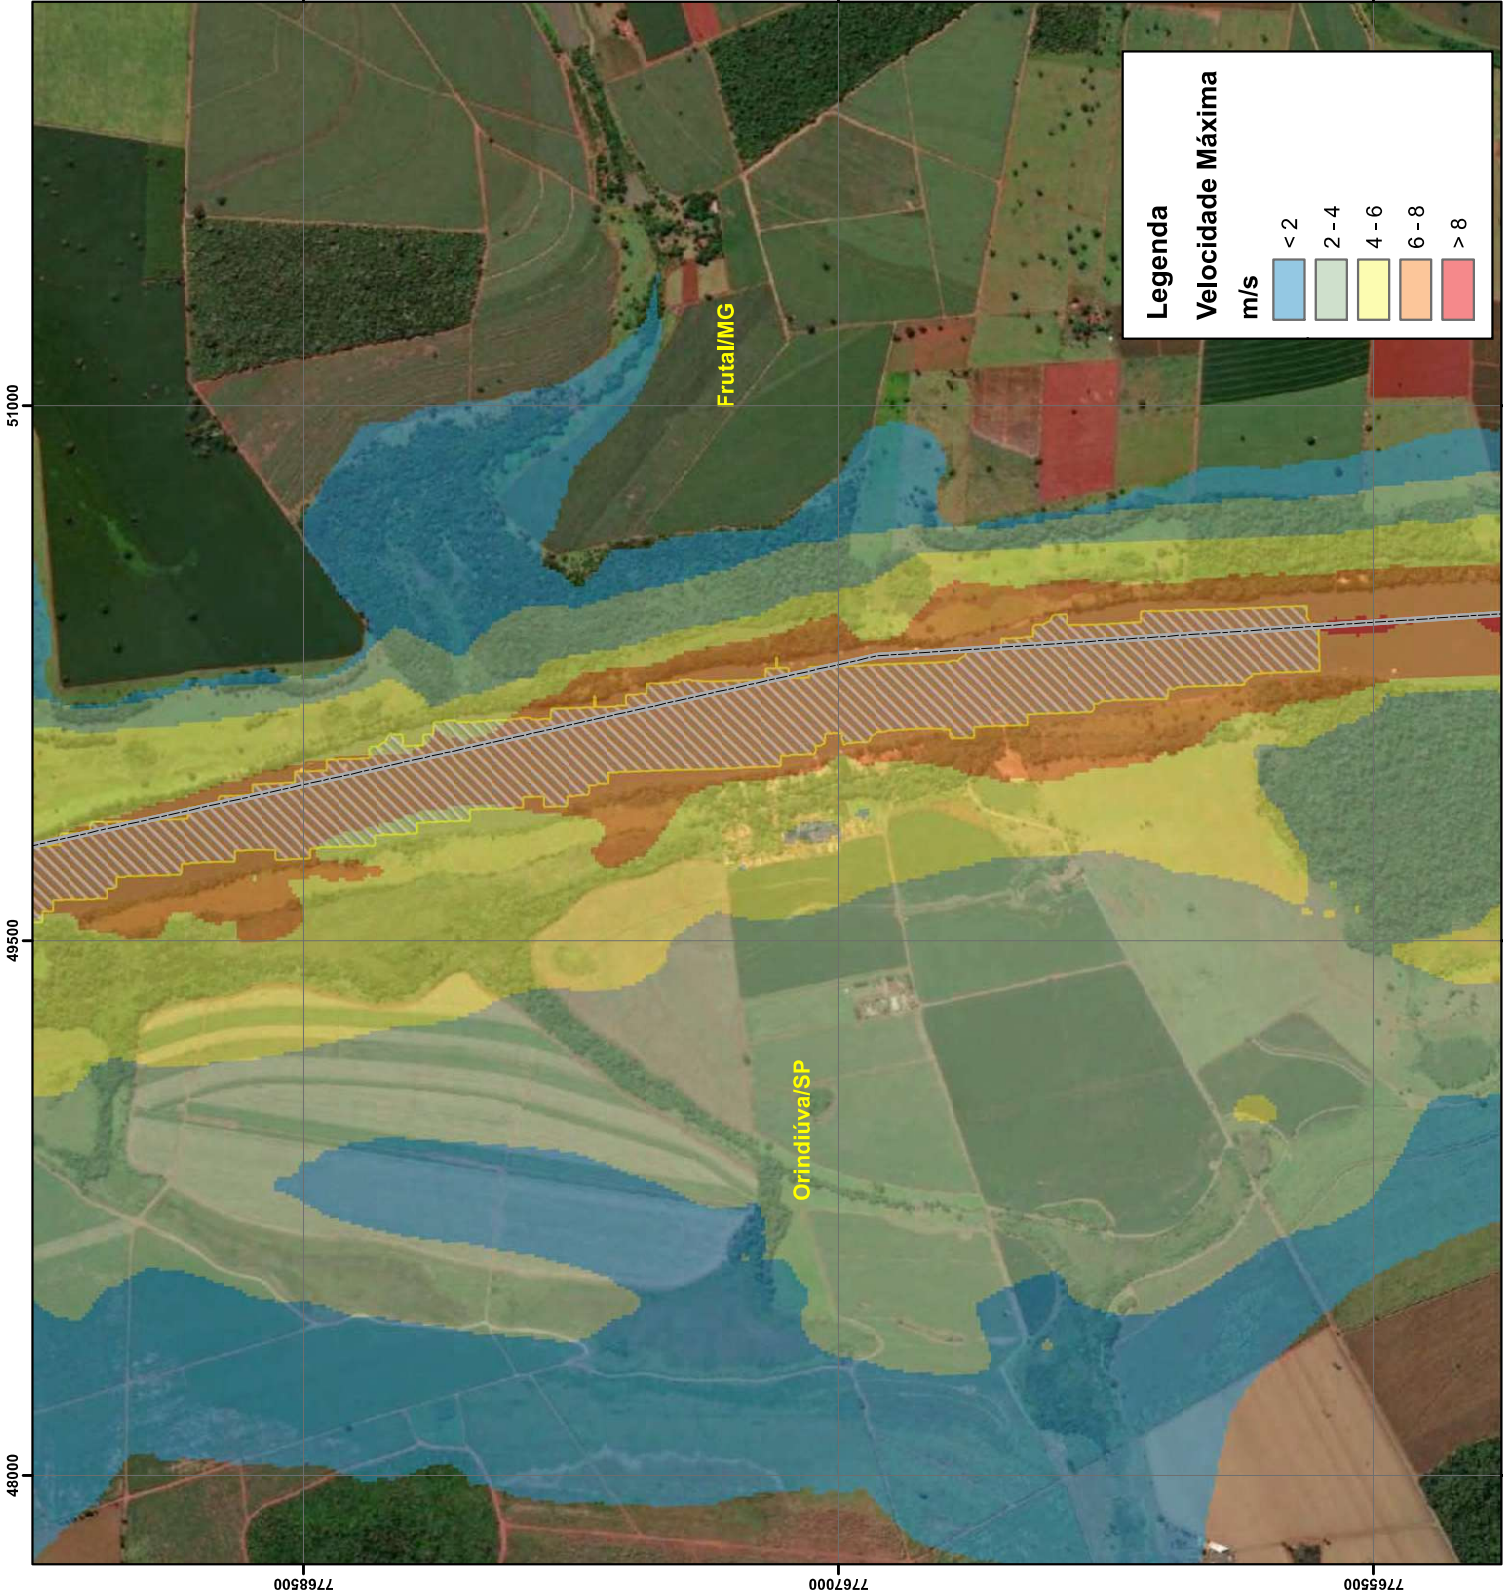 Legenda
Velocidade Máxima
m/s
< 2
2 - 4
4 - 6
6 - 8
> 8
Frutal/MG
Orindiúva/SP
51000
49500
48000
7768500
7767000
7765500